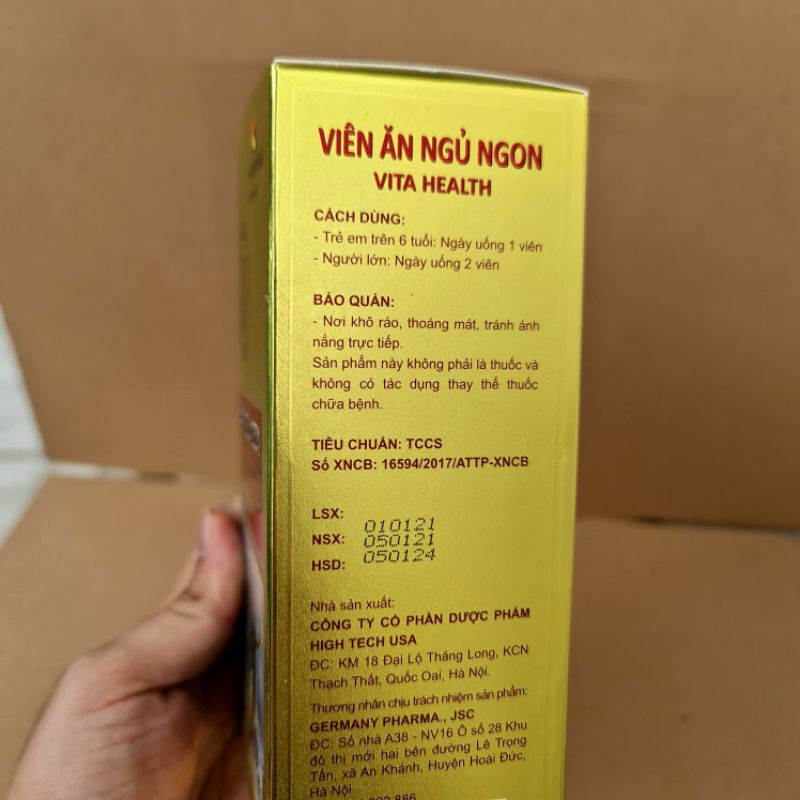 VIÊN ĂN NGỦ NGON
VITA HEALTH
CÁCH DÙNG:
- Trẻ em trên 6 tuổi: Ngày uống 1 viên
- Người lớn: Ngày uống 2 viên
BẢO QUẢN:
- Nơi khô ráo, thoáng mát, tránh ánh
nắng trực tiếp.
Sản phẩm này không phải là thuốc và
không có tác dụng thay thế thuốc
chữa bệnh.
TIÊU CHUẨN: TCCS
Số XNCB: 16594/2017/ATTP-XNCB
LSX: 010121
NSX: 050121
HSD: 050124
Nhà sản xuất:
CÔNG TY CỔ PHẦN DƯỢC PHẨM
HIGH TECH USA
ĐC: KM 18 Đại Lộ Thăng Long, KCN
Thạch Thất, Quốc Oai, Hà Nội.
Thương nhân chịu trách nhiệm sản phẩm:
GERMANY PHARMA., JSC
ĐC: Số nhà A38 - NV16 Ô số 28 Khu
đô thị mới hai bên đường Lê Trọng
Tấn, xã An Khánh, Huyện Hoài Đức,
Hà Nội